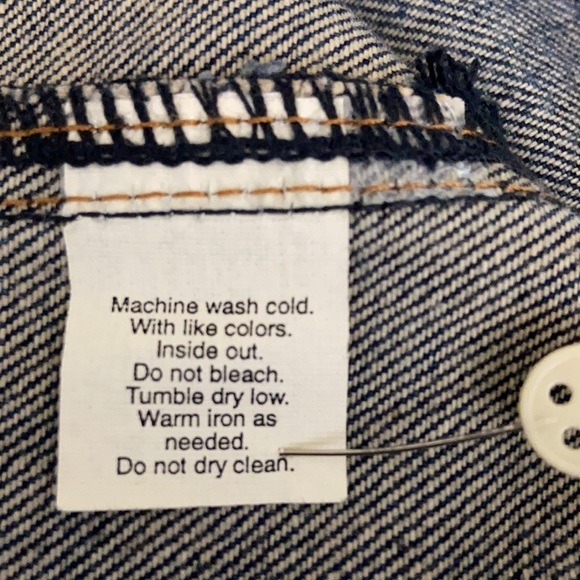 Machine wash cold.
With like colors.
Inside out.
Do not bleach.
Tumble dry low.
Warm iron as
needed.
Do not dry clean.